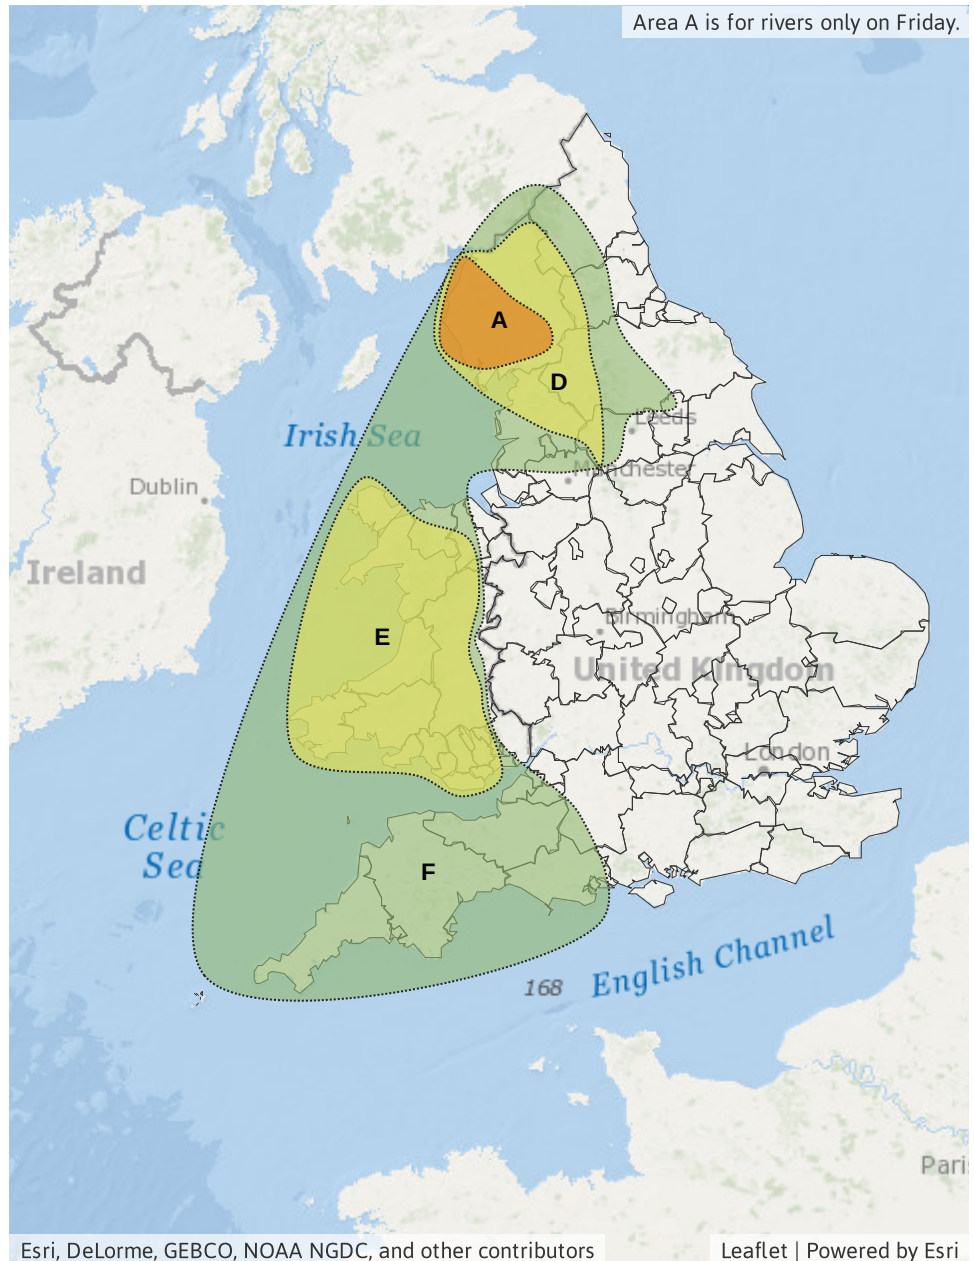 Area A is for rivers only on Friday.
A
D
Leeds
Irish Sea
Manchester
Dublin
Ireland
Birmingham
E
United Kingdom
London
Celtic
Sea
F
English Channel
168
Paris
Esri, DeLorme, GEBCO, NOAA NGDC, and other contributors
Leaflet | Powered by Esri